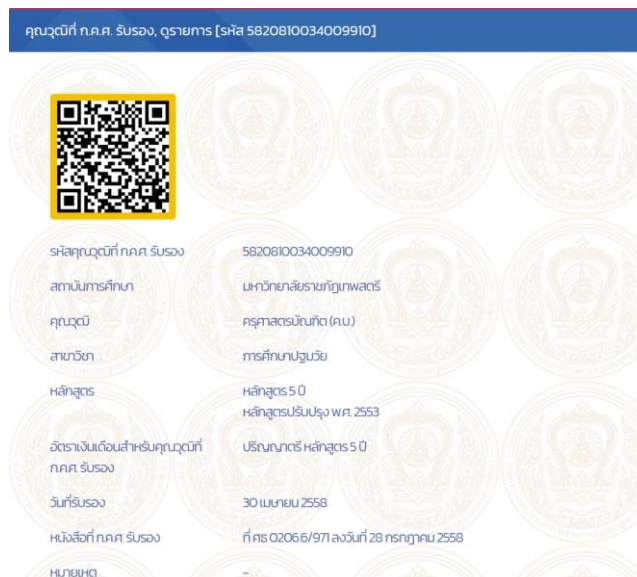 คุณวุฒิที่ ก.ค.ศ. รับรอง, ดูรายการ [รหัส 5820810034009910]
รหัสคุณวุฒิที่ ก.ค.ศ. รับรอง 5820810034009910
สถาบันการศึกษา มหาวิทยาลัยราชภัฏเทพสตรี
คุณวุฒิ ครุศาสตรบัณฑิต (ค.บ.)
สาขาวิชา การศึกษาปฐมวัย
หลักสูตร หลักสูตร 5 ปี
หลักสูตรปรับปรุง พ.ศ. 2553
อัตราเงินเดือนสำหรับคุณวุฒิที่ ปริญญาตรี หลักสูตร 5 ปี
ก.ค.ศ. รับรอง
วันที่รับรอง 30 เมษายน 2558
หนังสือที่ ก.ค.ศ. รับรอง ที่ ศธ 0206.6/971 ลงวันที่ 28 กรกฎาคม 2558
หมายเหตุ -